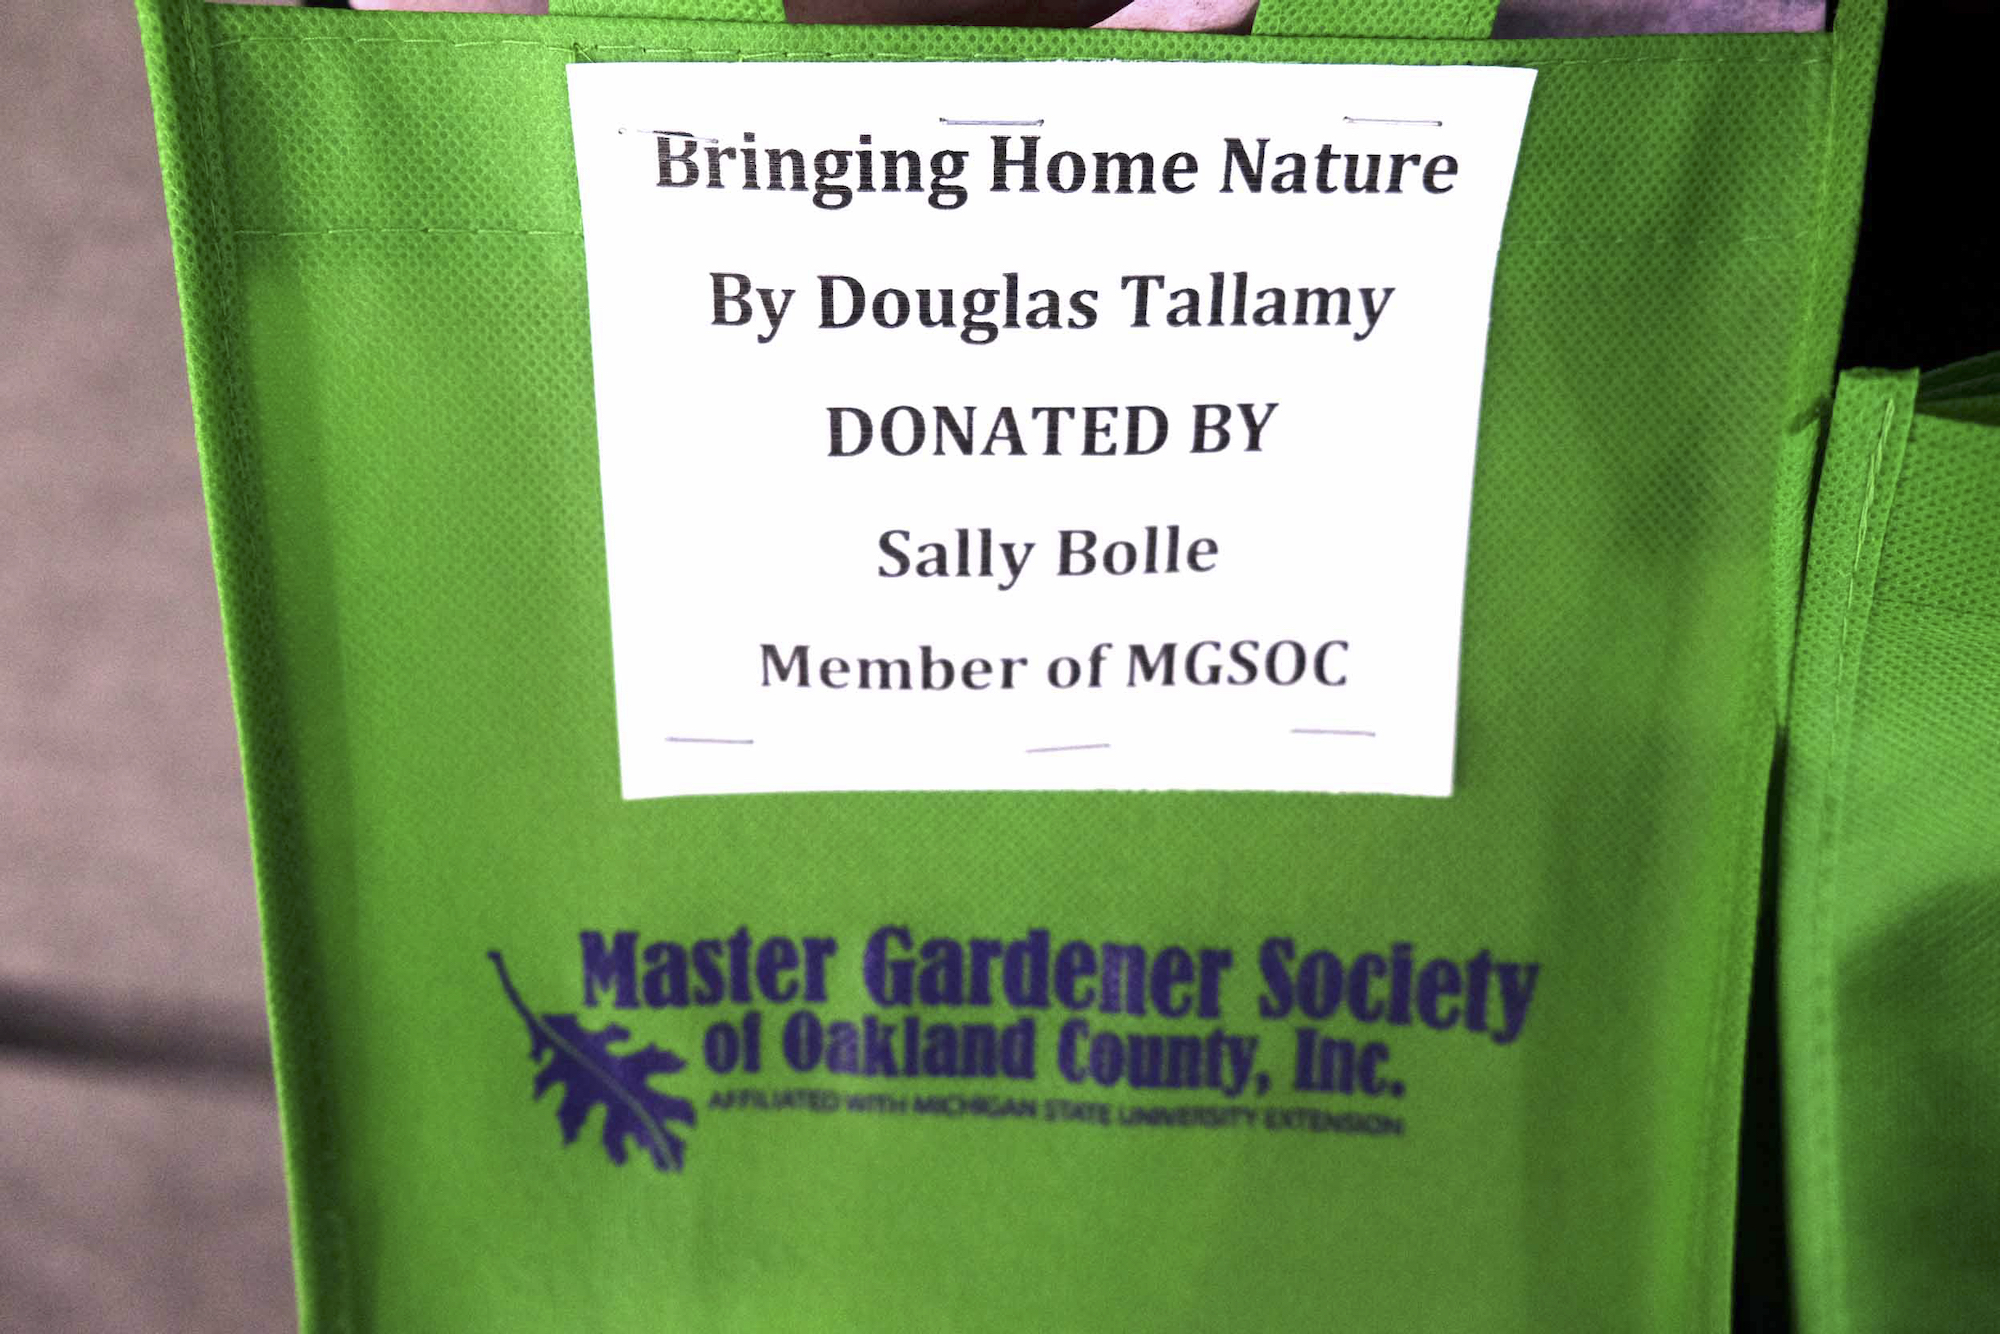 Bringing Home Nature
By Douglas Tallamy
DONATED BY
Sally Bolle
Member of MGSOC
Master Gardener Society
of Oakland County, Inc.
AFFILIATED WITH MICHIGAN STATE UNIVERSITY EXTENSION